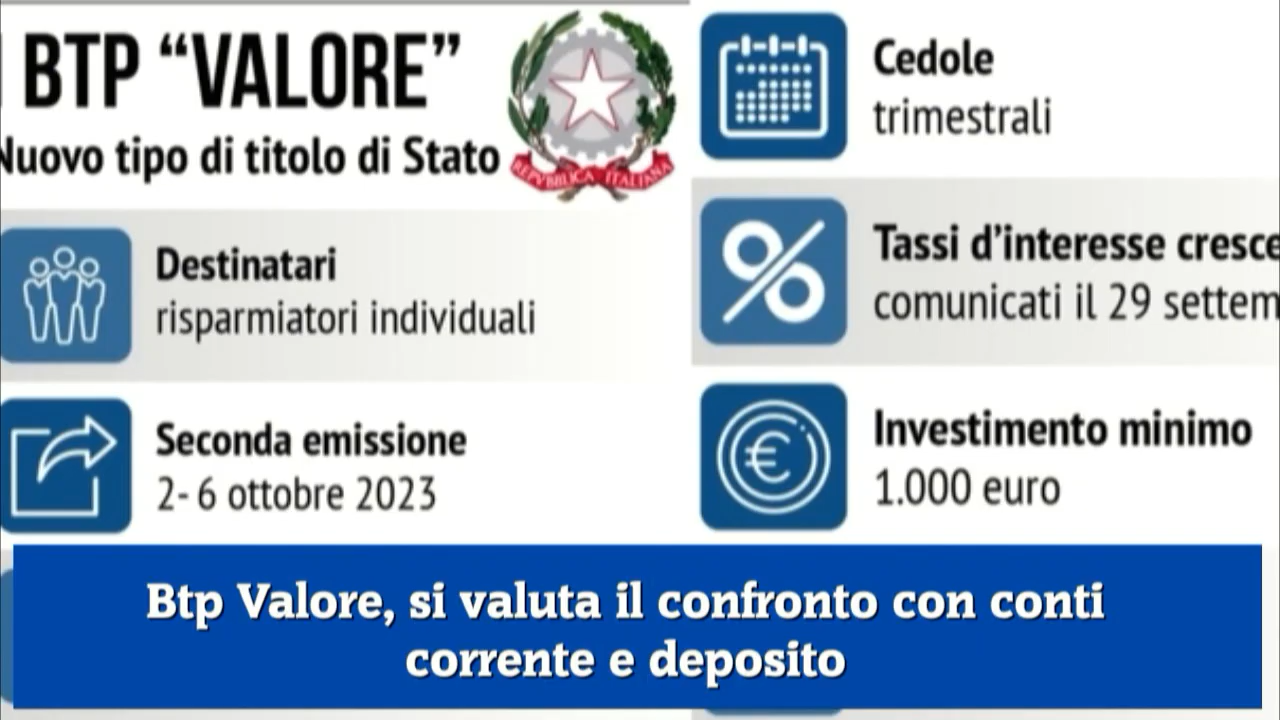 BTP “VALORE”
Nuovo tipo di titolo di Stato
REPVBBLICA ITALIANA
Destinatari
risparmiatori individuali
Seconda emissione
2- 6 ottobre 2023
Cedole
trimestrali
Tassi d’interesse cresce
comunicati il 29 settem
Investimento minimo
1.000 euro
Btp Valore, si valuta il confronto con conti
corrente e deposito